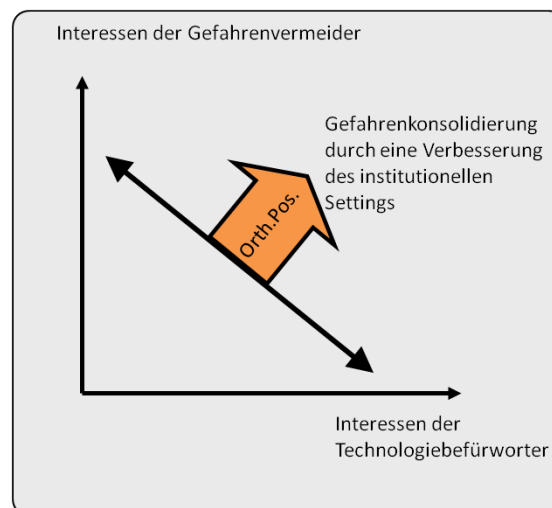 Interessen der Gefahrenvermeider
Gefahrenkonsolidierung
durch eine Verbesserung
des institutionellen
Settings
Orth.Pos.
Interessen der
Technologiebefürworter